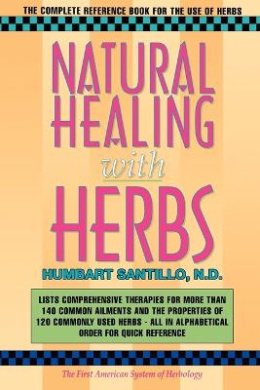 THE COMPLETE REFERENCE BOOK FOR THE USE OF HERBS
NATURAL
HEALING
with
HERBS
HUMBART SANTILLO, N.D.
LISTS COMPREHENSIVE THERAPIES FOR MORE THAN
140 COMMON AILMENTS AND THE PROPERTIES OF
120 COMMONLY USED HERBS - ALL IN ALPHABETICAL
ORDER FOR QUICK REFERENCE
The First American System of Herbology